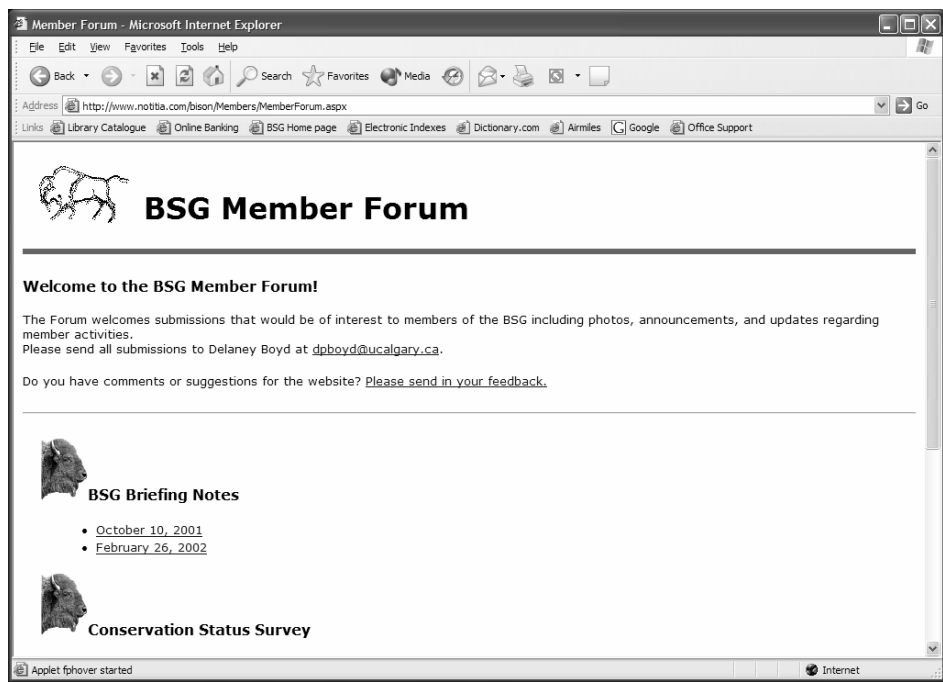 Member Forum - Microsoft Internet Explorer
File Edit View Favorites Tools Help
Back Search Favorites Media
Address http://www.notitia.com/bison/Members/MemberForum.aspx Go
Links Library Catalogue Online Banking BSG Home page Electronic Indexes Dictionary.com Airmiles Google Office Support
BSG Member Forum
Welcome to the BSG Member Forum!
The Forum welcomes submissions that would be of interest to members of the BSG including photos, announcements, and updates regarding
member activities.
Please send all submissions to Delaney Boyd at dpboyd@ucalgary.ca.
Do you have comments or suggestions for the website? Please send in your feedback.
BSG Briefing Notes
• October 10, 2001
• February 26, 2002
Conservation Status Survey
Applet fphover started Internet